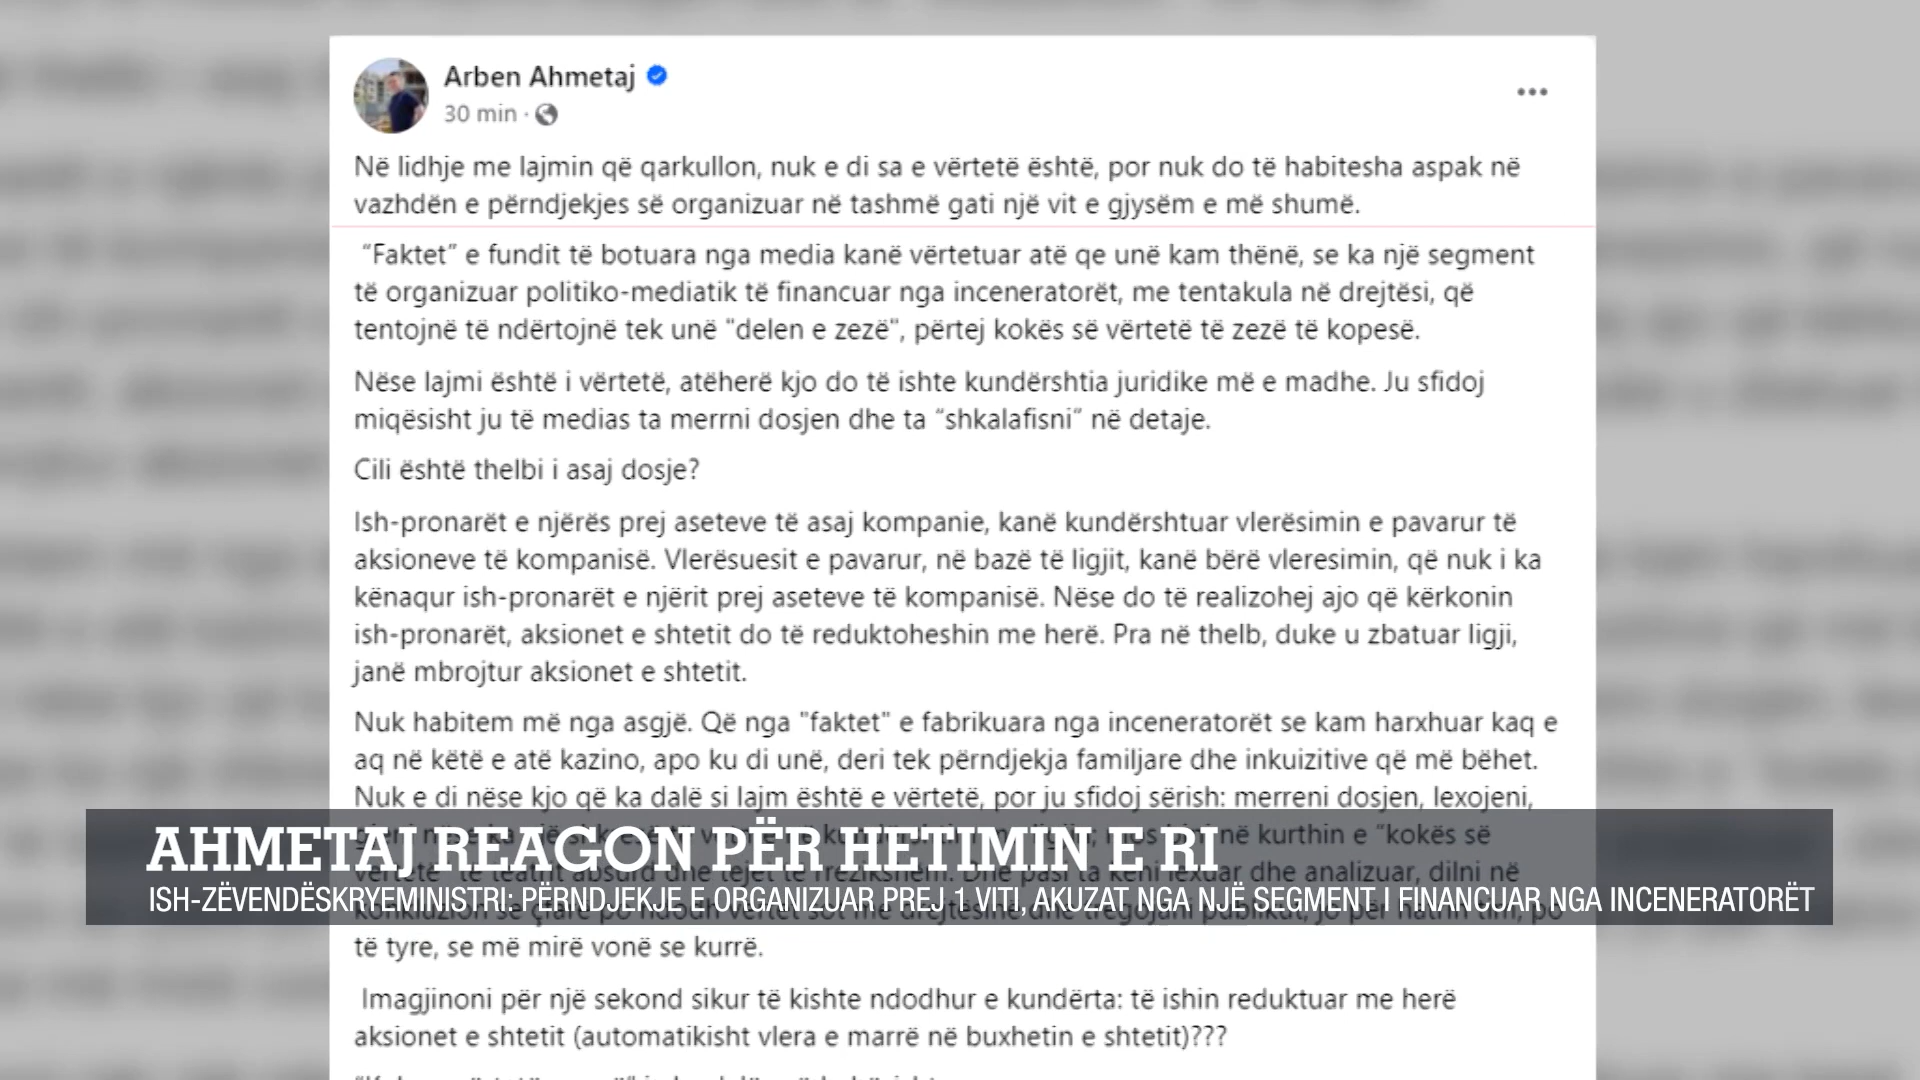 Arben Ahmetaj
30 min ·
Në lidhje me lajmin që qarkullon, nuk e di sa e vërtetë është, por nuk do të habitesha aspak në
vazhdën e përndjekjes së organizuar në tashmë gati një vit e gjysëm e më shumë.
“Faktet” e fundit të botuara nga media kanë vërtetuar atë qe unë kam thënë, se ka një segment
të organizuar politiko-mediatik të financuar nga inceneratorët, me tentakula në drejtësi, që
tentojnë të ndërtojnë tek unë "delen e zezë", përtej kokës së vërtetë të zezë të kopesë.
Nëse lajmi është i vërtetë, atëherë kjo do të ishte kundërshtia juridike më e madhe. Ju sfidoj
miqësisht ju të medias ta merrni dosjen dhe ta “shkalafisni” në detaje.
Cili është thelbi i asaj dosje?
Ish-pronarët e njërës prej aseteve të asaj kompanie, kanë kundërshtuar vlerësimin e pavarur të
aksioneve të kompanisë. Vlerësuesit e pavarur, në bazë të ligjit, kanë bërë vleresimin, që nuk i ka
kënaqur ish-pronarët e njërit prej aseteve të kompanisë. Nëse do të realizohej ajo që kërkonin
ish-pronarët, aksionet e shtetit do të reduktoheshin me herë. Pra në thelb, duke u zbatuar ligji,
janë mbrojtur aksionet e shtetit.
Nuk habitem më nga asgjë. Që nga "faktet" e fabrikuara nga inceneratorët se kam harxhuar kaq e
aq në këtë e atë kazino, apo ku di unë, deri tek përndjekja familjare dhe inkuizitive që më bëhet.
Nuk e di nëse kjo që ka dalë si lajm është e vërtetë, por ju sfidoj sërish: merreni dosjen, lexojeni,
në kurthin e “kokës së
dhe analizuar, dilni në
AHMETAJ REAGON PËR HETIMIN E RI
ISH-ZËVENDËSKRYEMINISTRI: PËRNDJEKJE E ORGANIZUAR PREJ 1 VITI, AKUZAT NGA NJË SEGMENT I FINANCUAR NGA INCENERATORËT
të tyre, se më mirë vonë se kurrë.
Imagjinoni për një sekond sikur të kishte ndodhur e kundërta: të ishin reduktuar me herë
aksionet e shtetit (automatikisht vlera e marrë në buxhetin e shtetit)???